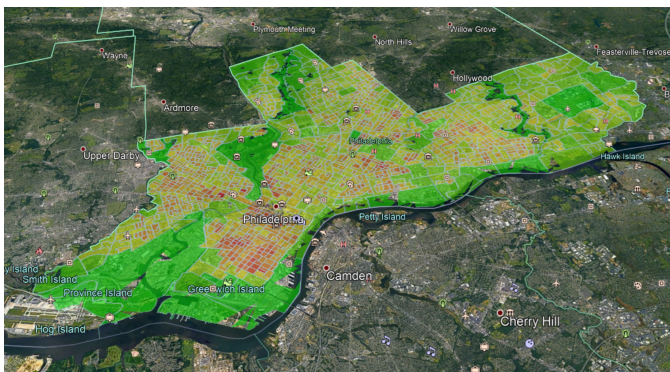 Plymouth Meeting
Willow Grove
North Hills
Feasterville-Trevose
Wayne
Hollywood
Ardmore
Philadelphia
Upper Darby
Hawk Island
Philadelphia
Petty Island
Smith Island
Camden
Province Island
Greenwich Island
Cherry Hill
Hog Island